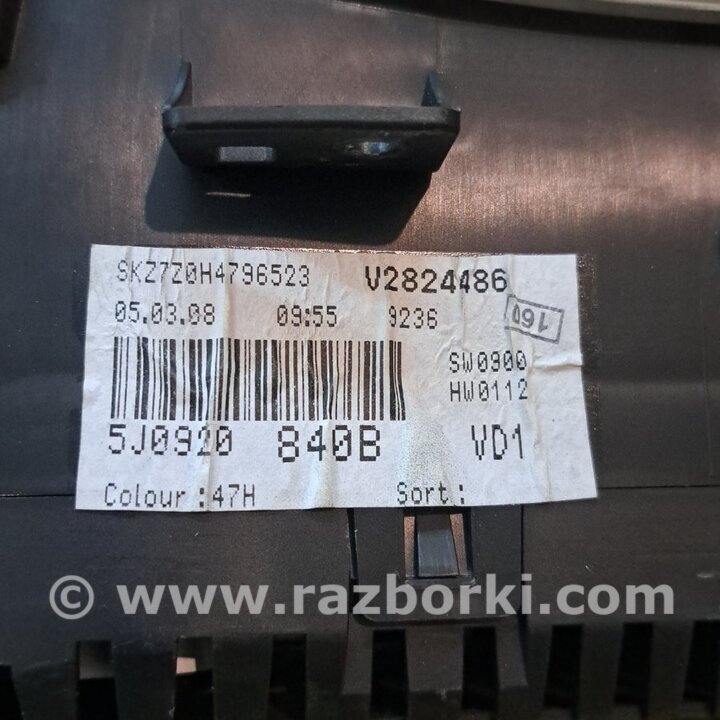 SKZ7Z0H4796523 V2824486
05.03.08 09:55 9236 160
SW0900
HW0112
5J0920 840B VD1
Colour :47H Sort :
© www.razborki.com